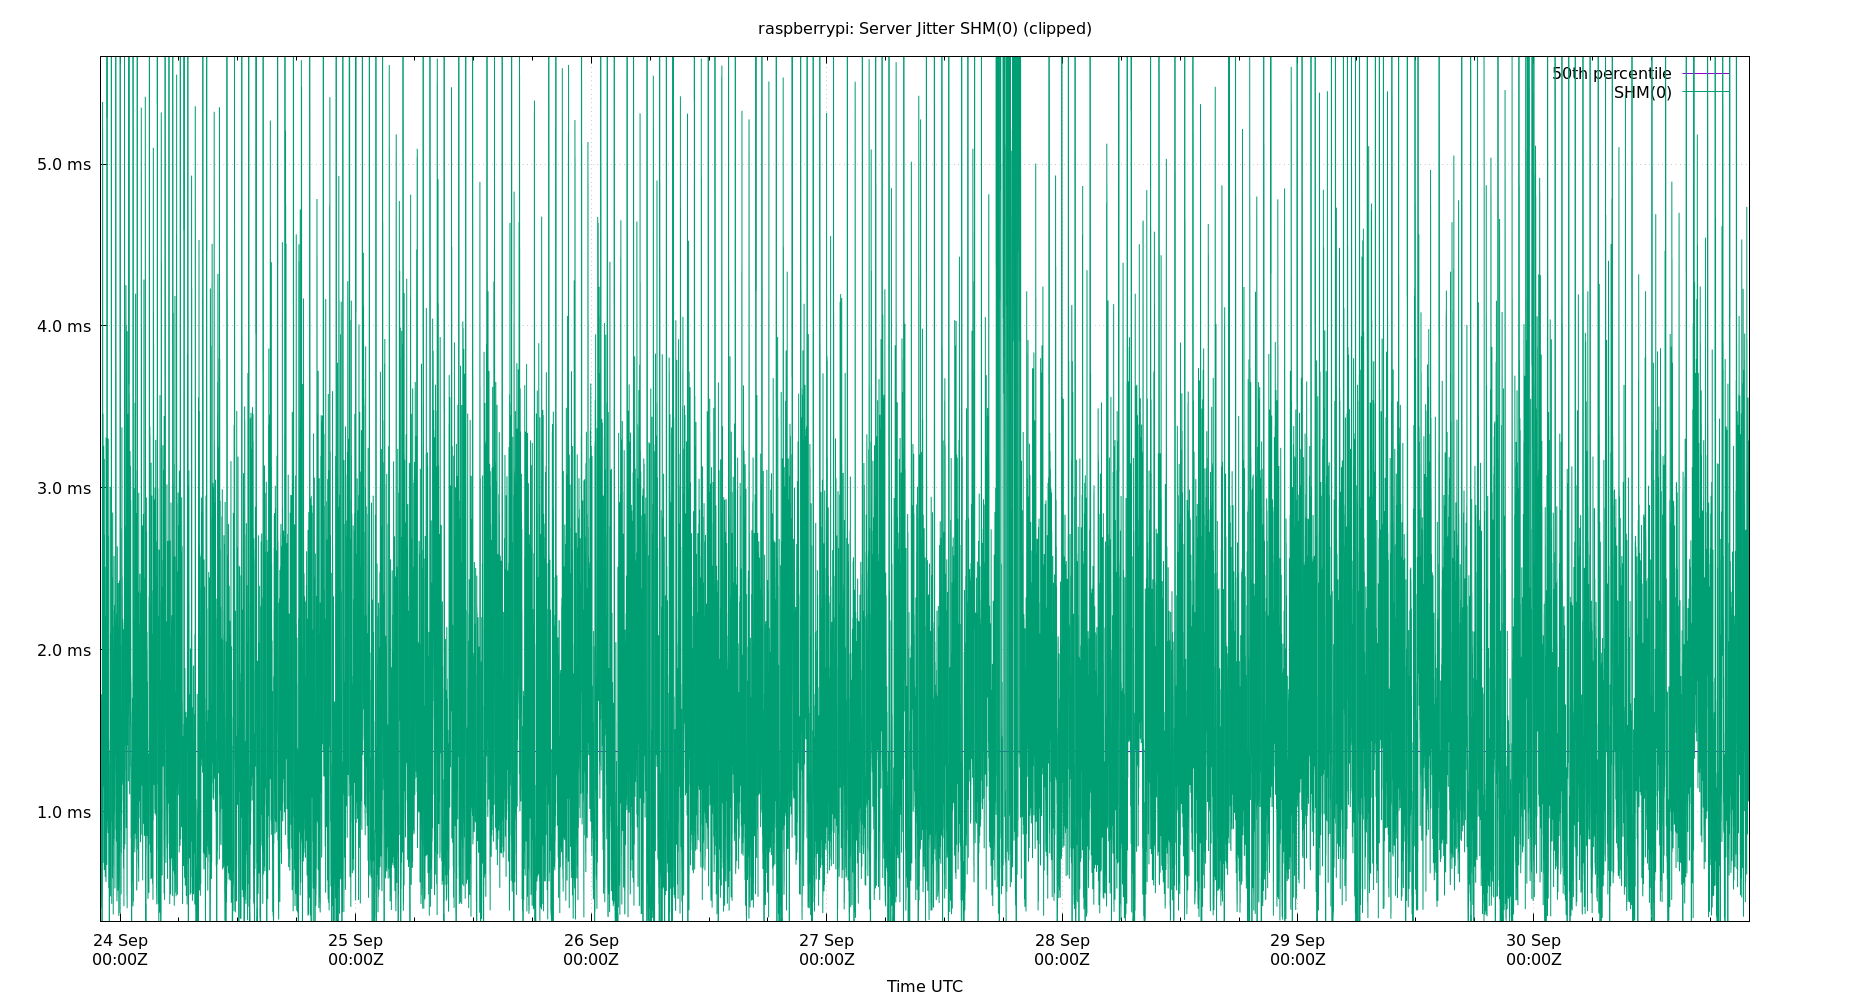 raspberrypi: Server Jitter SHM(0) (clipped)
50th percentile
SHM(0)
5.0 ms
4.0 ms
3.0 ms
2.0 ms
1.0 ms
24 Sep 25 Sep 26 Sep 27 Sep 28 Sep 29 Sep 30 Sep
00:00Z 00:00Z 00:00Z 00:00Z 00:00Z 00:00Z 00:00Z
Time UTC